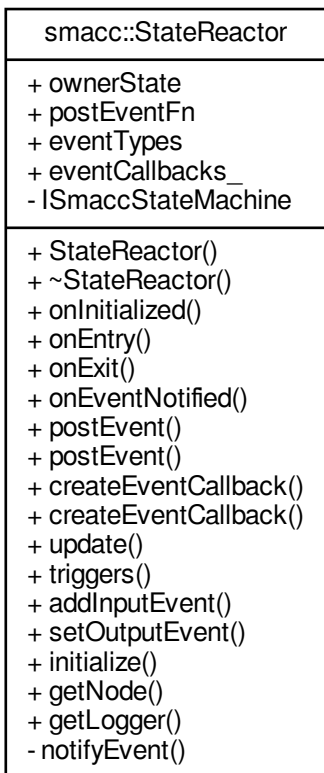 smacc::StateReactor
+ ownerState
+ postEventFn
+ eventTypes
+ eventCallbacks_
- ISmaccStateMachine
+ StateReactor()
+ ~StateReactor()
+ onInitialized()
+ onEntry()
+ onExit()
+ onEventNotified()
+ postEvent()
+ postEvent()
+ createEventCallback()
+ createEventCallback()
+ update()
+ triggers()
+ addInputEvent()
+ setOutputEvent()
+ initialize()
+ getNode()
+ getLogger()
- notifyEvent()